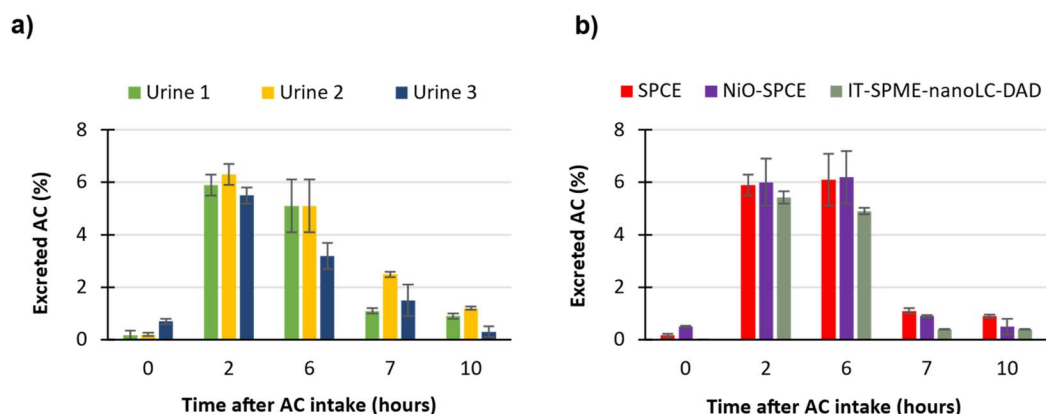 a)
Urine 1 Urine 2 Urine 3
8
6
4
2
0
Excreted AC (%)
0 2 6 7 10
Time after AC intake (hours)
b)
SPCE NiO-SPCE IT-SPME-nanoLC-DAD
8
6
4
2
0
Excreted AC (%)
0 2 6 7 10
Time after AC intake (hours)